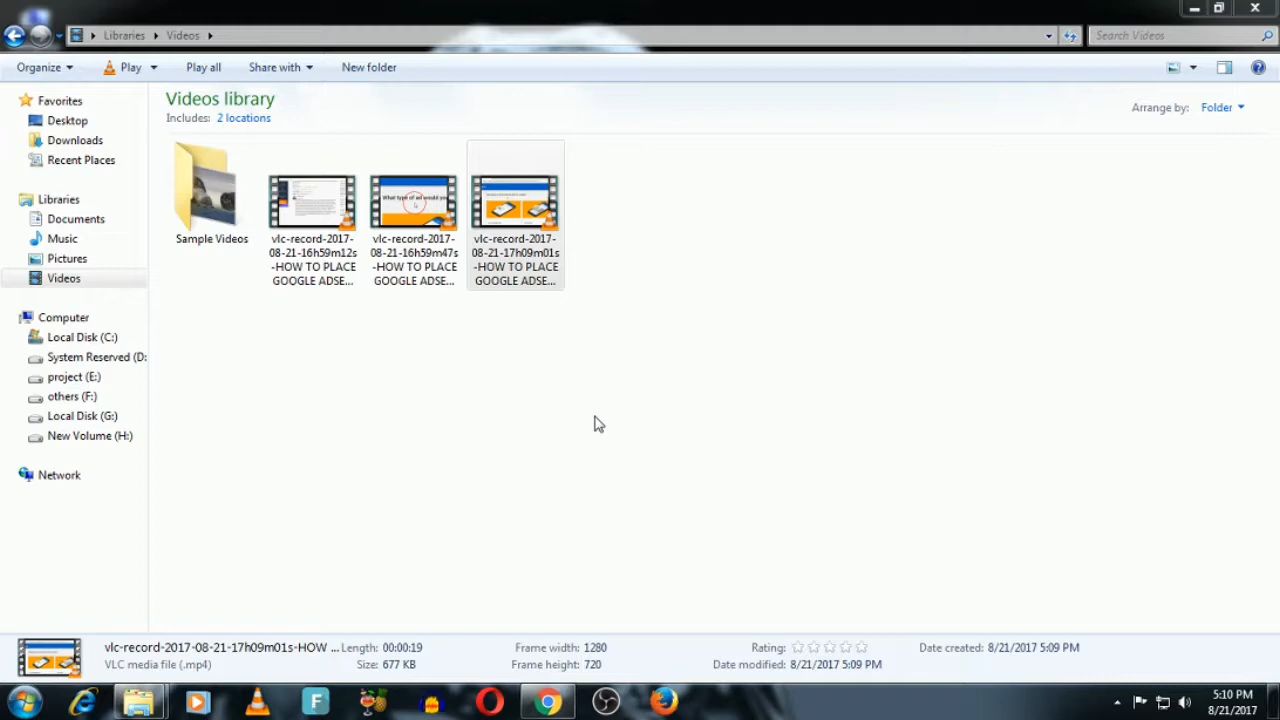 Libraries Videos
Search Videos
Organize Play Play all Share with New folder
Videos library
Includes: 2 locations
Arrange by: Folder
Favorites
Desktop
Downloads
Recent Places
Libraries
Documents
Music
Pictures
Videos
Computer
Local Disk (C:)
System Reserved (D:
project (E:)
others (F:)
Local Disk (G:)
New Volume (H:)
Network
Sample Videos
vlc-record-2017-
08-21-16h59m12s
-HOW TO PLACE
GOOGLE ADSE...
What type of ad would you
vlc-record-2017-
08-21-16h59m47s
-HOW TO PLACE
GOOGLE ADSE...
vlc-record-2017-
08-21-17h09m01s
-HOW TO PLACE
GOOGLE ADSE...
vlc-record-2017-08-21-17h09m01s-HOW ... Length: 00:00:19 Frame width: 1280 Rating: Date created: 8/21/2017 5:09 PM
VLC media file (.mp4) Size: 677 KB Frame height: 720 Date modified: 8/21/2017 5:09 PM
5:10 PM
8/21/2017